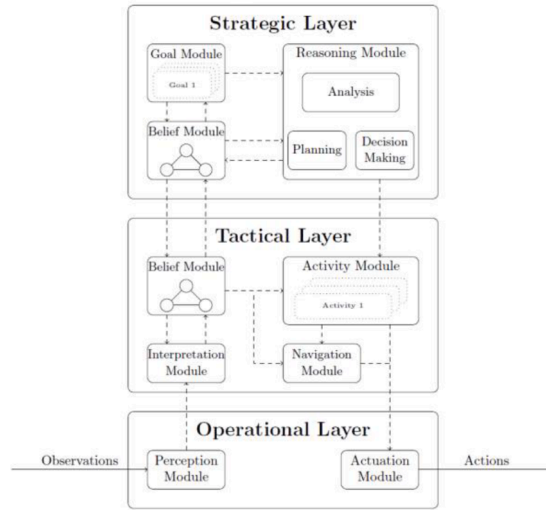 Strategic Layer
Goal Module
Goal 1
Reasoning Module
Analysis
Belief Module
Planning
Decision
Making
Tactical Layer
Belief Module
Activity Module
Activity 1
Interpretation
Module
Navigation
Module
Operational Layer
Observations
Perception
Module
Actuation
Module
Actions